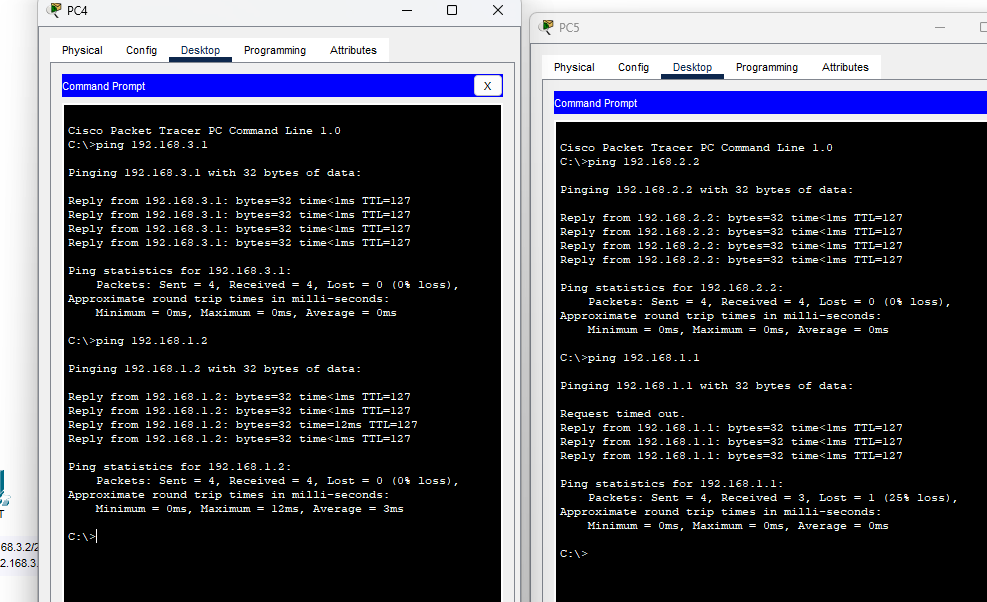 PC4
Physical Config Desktop Programming Attributes
Command Prompt
X
Cisco Packet Tracer PC Command Line 1.0
C:\>ping 192.168.3.1
Pinging 192.168.3.1 with 32 bytes of data:
Reply from 192.168.3.1: bytes=32 time<1ms TTL=127
Reply from 192.168.3.1: bytes=32 time<1ms TTL=127
Reply from 192.168.3.1: bytes=32 time<1ms TTL=127
Reply from 192.168.3.1: bytes=32 time<1ms TTL=127
Ping statistics for 192.168.3.1:
Packets: Sent = 4, Received = 4, Lost = 0 (0% loss),
Approximate round trip times in milli-seconds:
Minimum = 0ms, Maximum = 0ms, Average = 0ms
C:\>ping 192.168.1.2
Pinging 192.168.1.2 with 32 bytes of data:
Reply from 192.168.1.2: bytes=32 time<1ms TTL=127
Reply from 192.168.1.2: bytes=32 time<1ms TTL=127
Reply from 192.168.1.2: bytes=32 time=12ms TTL=127
Reply from 192.168.1.2: bytes=32 time<1ms TTL=127
Ping statistics for 192.168.1.2:
Packets: Sent = 4, Received = 4, Lost = 0 (0% loss),
Approximate round trip times in milli-seconds:
Minimum = 0ms, Maximum = 12ms, Average = 3ms
C:\>
PC5
Physical Config Desktop Programming Attributes
Command Prompt
Cisco Packet Tracer PC Command Line 1.0
C:\>ping 192.168.2.2
Pinging 192.168.2.2 with 32 bytes of data:
Reply from 192.168.2.2: bytes=32 time<1ms TTL=127
Reply from 192.168.2.2: bytes=32 time<1ms TTL=127
Reply from 192.168.2.2: bytes=32 time<1ms TTL=127
Reply from 192.168.2.2: bytes=32 time<1ms TTL=127
Ping statistics for 192.168.2.2:
Packets: Sent = 4, Received = 4, Lost = 0 (0% loss),
Approximate round trip times in milli-seconds:
Minimum = 0ms, Maximum = 0ms, Average = 0ms
C:\>ping 192.168.1.1
Pinging 192.168.1.1 with 32 bytes of data:
Request timed out.
Reply from 192.168.1.1: bytes=32 time<1ms TTL=127
Reply from 192.168.1.1: bytes=32 time<1ms TTL=127
Reply from 192.168.1.1: bytes=32 time<1ms TTL=127
Ping statistics for 192.168.1.1:
Packets: Sent = 4, Received = 3, Lost = 1 (25% loss),
Approximate round trip times in milli-seconds:
Minimum = 0ms, Maximum = 0ms, Average = 0ms
C:\>
68.3.2/2
2.168.3.